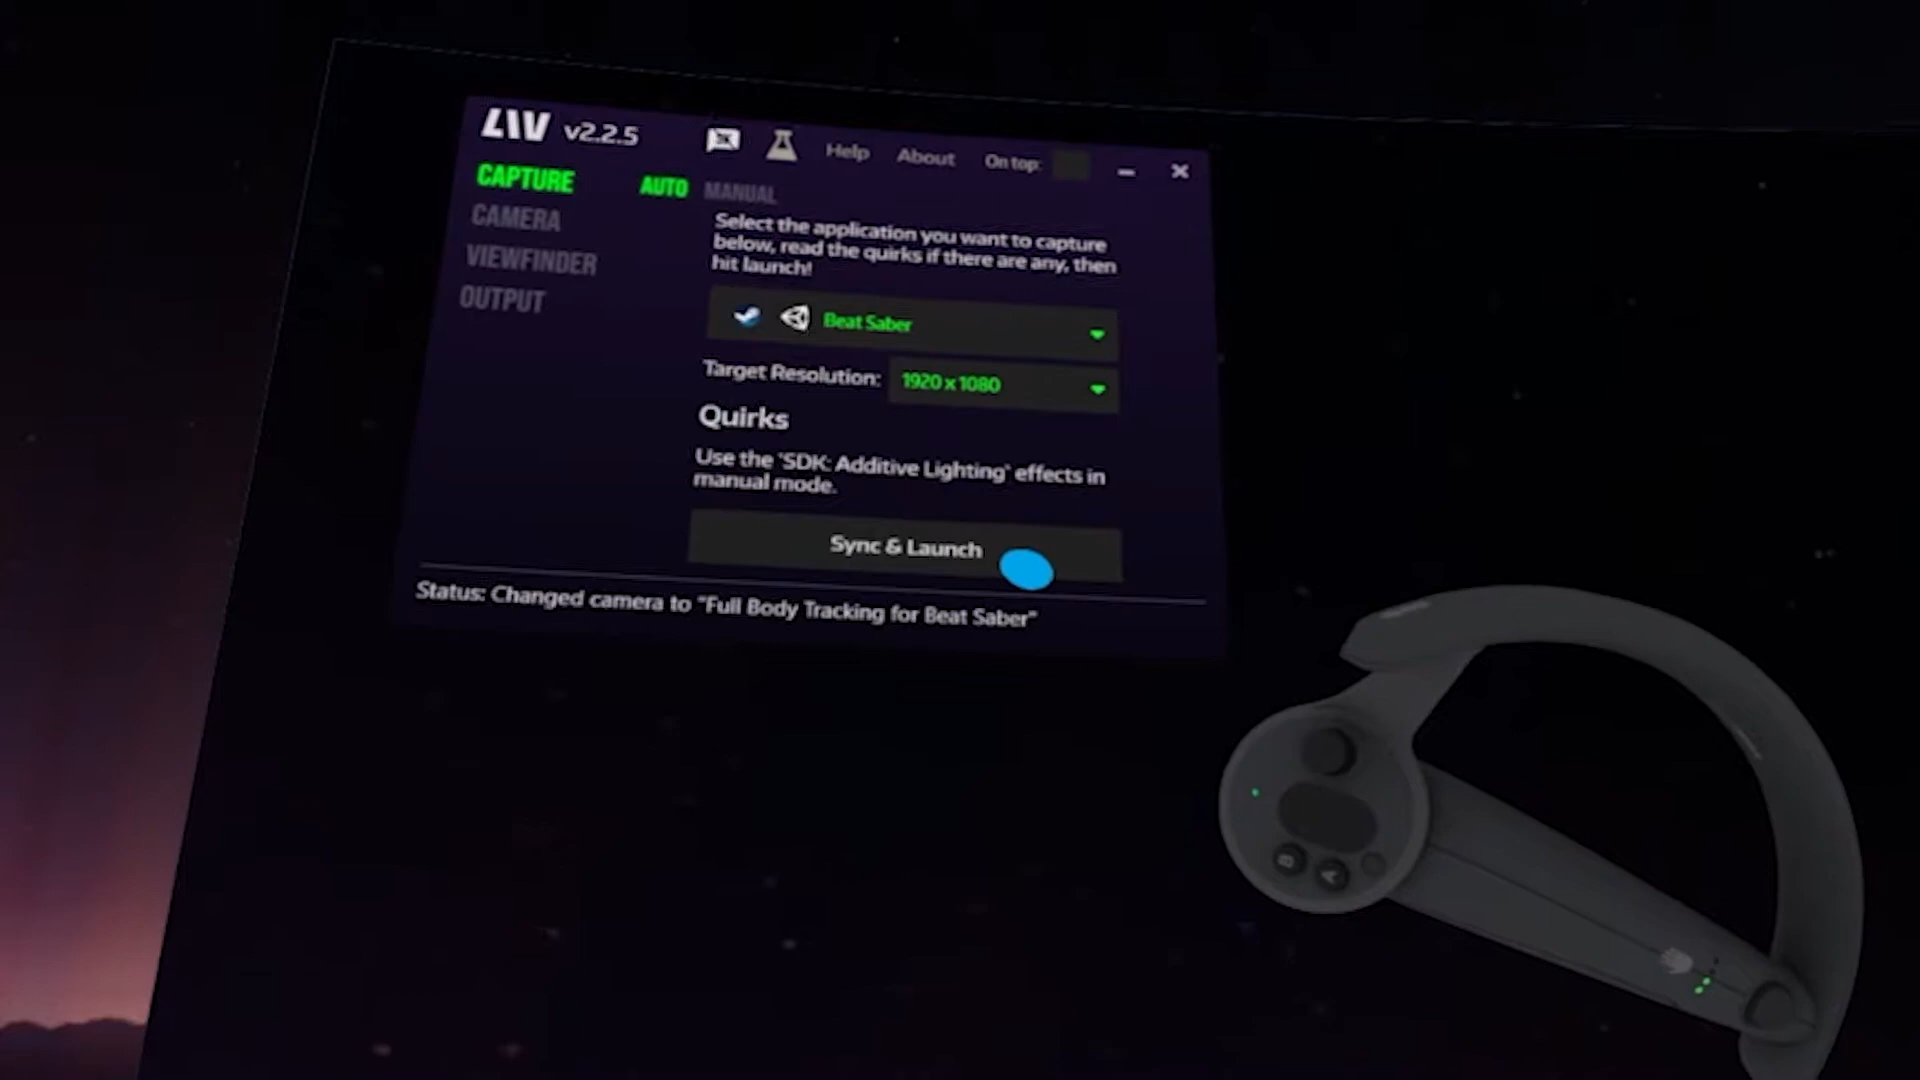 LIV v2.2.5
Help About On top:
CAPTURE
CAMERA
VIEWFINDER
OUTPUT
AUTO MANUAL
Select the application you want to capture
below, read the quirks if there are any, then
hit launch!
Beat Saber
Target Resolution: 1920 x 1080
Quirks
Use the 'SDK: Additive Lighting' effects in
manual mode.
Sync & Launch
Status: Changed camera to "Full Body Tracking for Beat Saber"
B
A